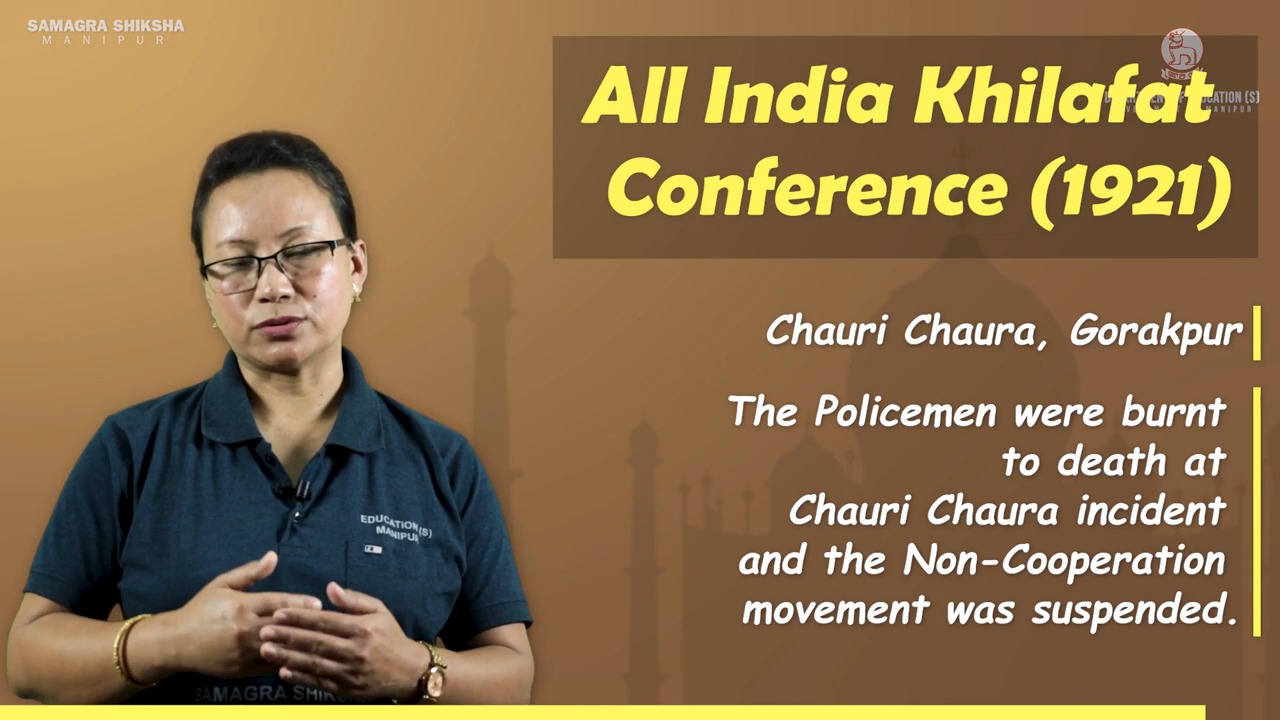 SAMAGRA SHIKSHA
MANIPUR
All India Khilafat
Conference (1921)
Chauri Chaura, Gorakpur
The Policemen were burnt
to death at
Chauri Chaura incident
and the Non-Cooperation
movement was suspended.
EDUCATION (S)
MANIPUR
SAMAGRA SHIK